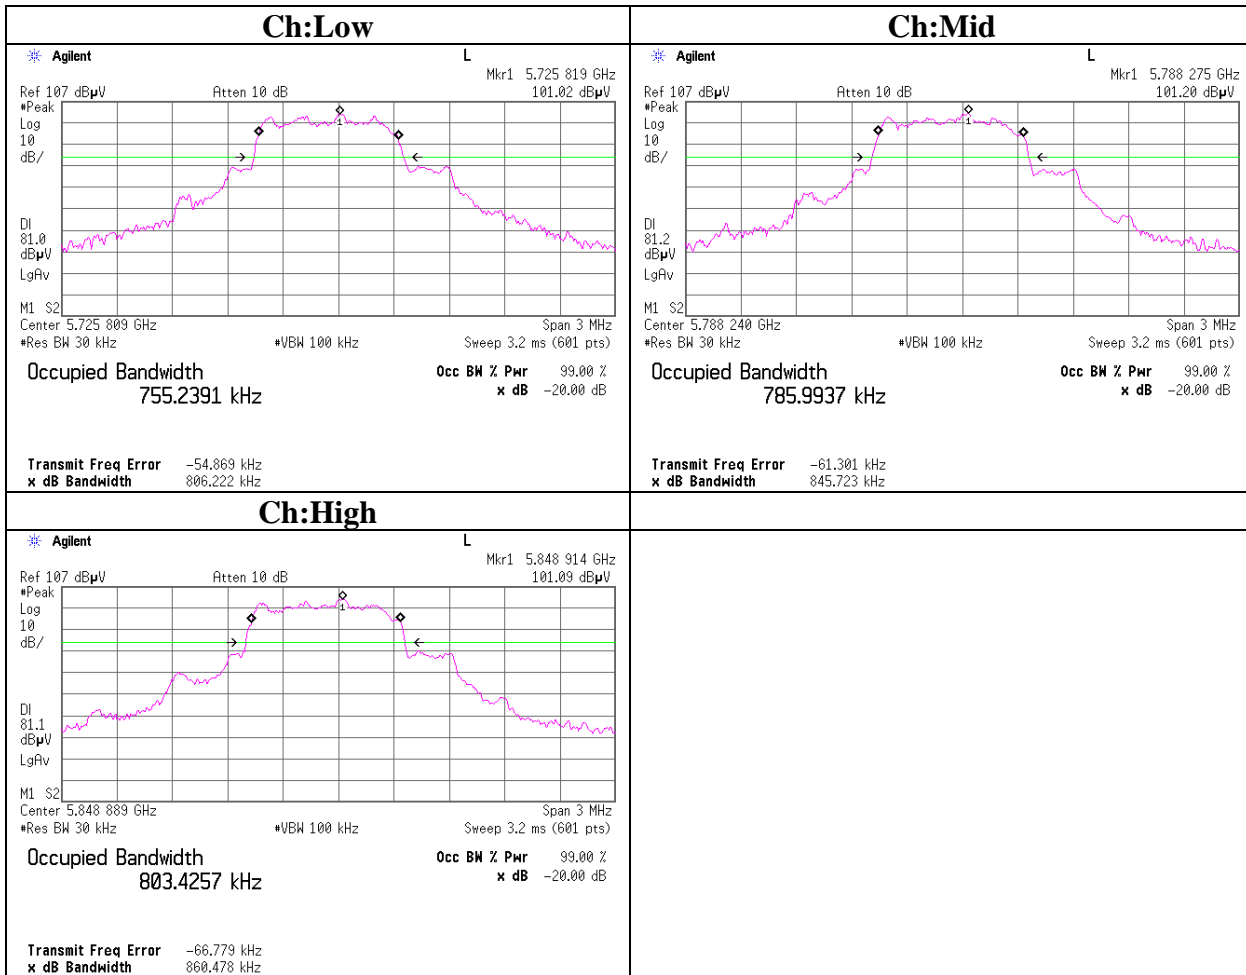 Ch:Low
Agilent L
Mkr1 5.725 819 GHz
Ref 107 dBµV Atten 10 dB 101.02 dBµV
#Peak
Log
10
dB/
1
DI
81.0
dBµV
LgAv
M1 S2
Center 5.725 809 GHz Span 3 MHz
#Res BW 30 kHz #VBW 100 kHz Sweep 3.2 ms (601 pts)
Occupied Bandwidth Occ BW % Pwr 99.00 %
755.2391 kHz x dB -20.00 dB
Transmit Freq Error -54.869 kHz
x dB Bandwidth 806.222 kHz
Ch:Mid
Agilent L
Mkr1 5.788 275 GHz
Ref 107 dBµV Atten 10 dB 101.20 dBµV
#Peak
Log
10
dB/
1
DI
81.2
dBµV
LgAv
M1 S2
Center 5.788 240 GHz Span 3 MHz
#Res BW 30 kHz #VBW 100 kHz Sweep 3.2 ms (601 pts)
Occupied Bandwidth Occ BW % Pwr 99.00 %
785.9937 kHz x dB -20.00 dB
Transmit Freq Error -61.301 kHz
x dB Bandwidth 845.723 kHz
Ch:High
Agilent L
Mkr1 5.848 914 GHz
Ref 107 dBµV Atten 10 dB 101.09 dBµV
#Peak
Log
10
dB/
1
DI
81.1
dBµV
LgAv
M1 S2
Center 5.848 889 GHz Span 3 MHz
#Res BW 30 kHz #VBW 100 kHz Sweep 3.2 ms (601 pts)
Occupied Bandwidth Occ BW % Pwr 99.00 %
803.4257 kHz x dB -20.00 dB
Transmit Freq Error -66.779 kHz
x dB Bandwidth 860.478 kHz